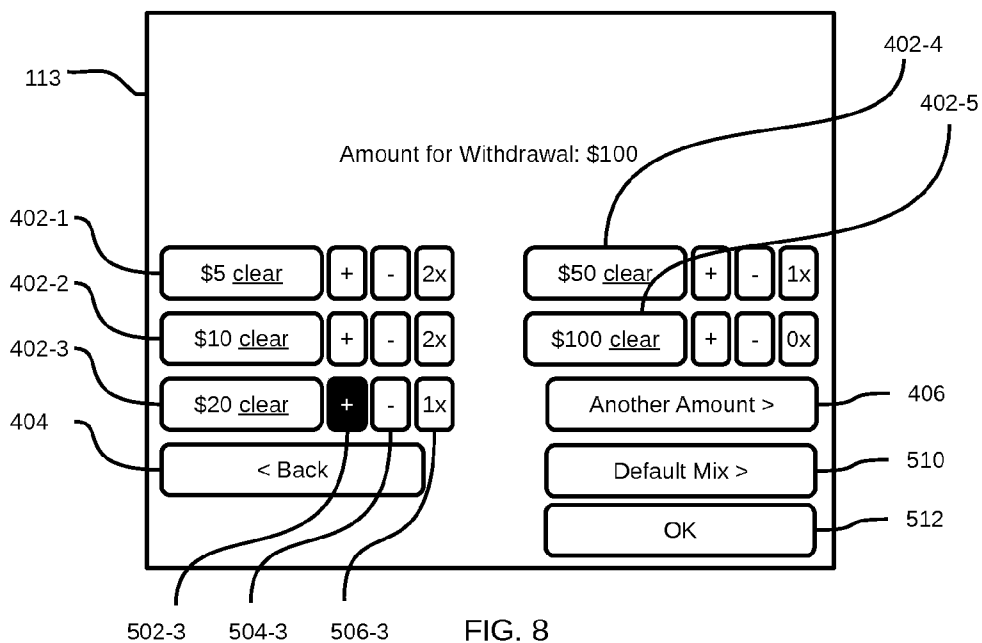 402-4
113
402-5
Amount for Withdrawal: $100
402-1
$5 clear + - 2x
$50 clear + - 1x
402-2
$10 clear + - 2x
$100 clear + - 0x
402-3
$20 clear + - 1x
Another Amount >
406
404
< Back
Default Mix >
510
OK
512
502-3
504-3
506-3
FIG. 8